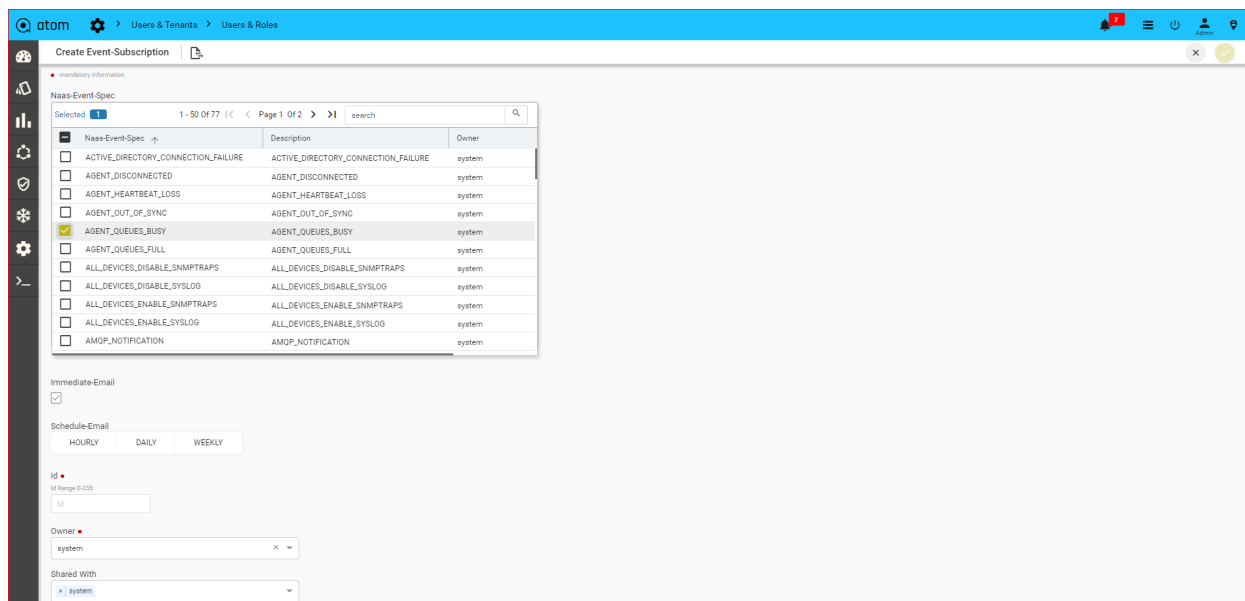 atom > Users & Tenants > Users & Roles 7 Admin
Create Event-Subscription
-mandatory information
Naas-Event-Spec
Selected 1 1 - 50 Of 77 |< < Page 1 Of 2 > >| search
Naas-Event-Spec Description Owner
ACTIVE_DIRECTORY_CONNECTION_FAILURE ACTIVE_DIRECTORY_CONNECTION_FAILURE system
AGENT_DISCONNECTED AGENT_DISCONNECTED system
AGENT_HEARTBEAT_LOSS AGENT_HEARTBEAT_LOSS system
AGENT_OUT_OF_SYNC AGENT_OUT_OF_SYNC system
AGENT_QUEUES_BUSY AGENT_QUEUES_BUSY system
AGENT_QUEUES_FULL AGENT_QUEUES_FULL system
ALL_DEVICES_DISABLE_SNMPTRAPS ALL_DEVICES_DISABLE_SNMPTRAPS system
ALL_DEVICES_DISABLE_SYSLOG ALL_DEVICES_DISABLE_SYSLOG system
ALL_DEVICES_ENABLE_SNMPTRAPS ALL_DEVICES_ENABLE_SNMPTRAPS system
ALL_DEVICES_ENABLE_SYSLOG ALL_DEVICES_ENABLE_SYSLOG system
AMQP_NOTIFICATION AMQP_NOTIFICATION system
Immediate-Email
Schedule-Email
HOURLY DAILY WEEKLY
Id
Id Range 0-255
Id
Owner
system ×
Shared With
× system